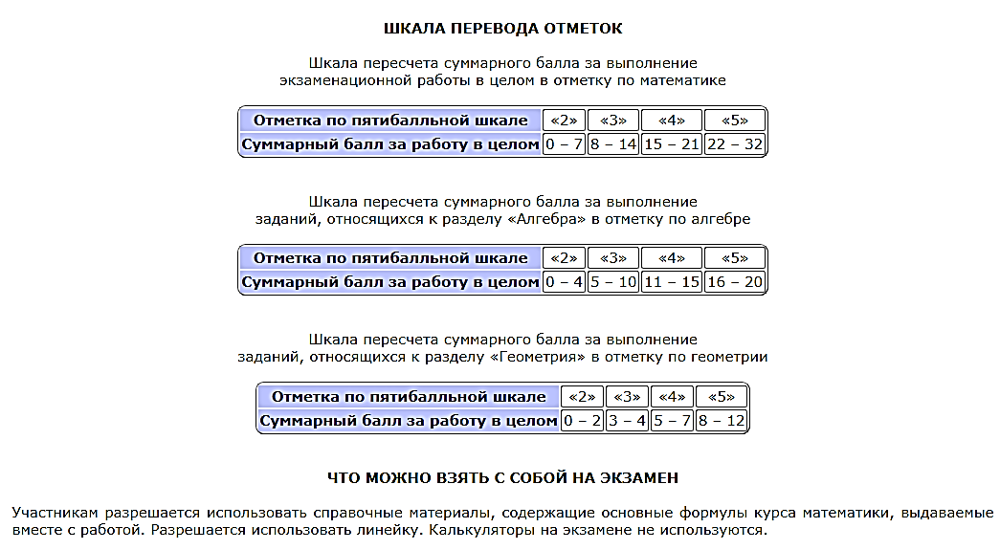 ШКАЛА ПЕРЕВОДА ОТМЕТОК
Шкала пересчета суммарного балла за выполнение
экзаменационной работы в целом в отметку по математике
Отметка по пятибалльной шкале «2» «3» «4» «5»
Суммарный балл за работу в целом 0 – 7 8 – 14 15 – 21 22 – 32
Шкала пересчета суммарного балла за выполнение
заданий, относящихся к разделу «Алгебра» в отметку по алгебре
Отметка по пятибалльной шкале «2» «3» «4» «5»
Суммарный балл за работу в целом 0 – 4 5 – 10 11 – 15 16 – 20
Шкала пересчета суммарного балла за выполнение
заданий, относящихся к разделу «Геометрия» в отметку по геометрии
Отметка по пятибалльной шкале «2» «3» «4» «5»
Суммарный балл за работу в целом 0 – 2 3 – 4 5 – 7 8 – 12
ЧТО МОЖНО ВЗЯТЬ С СОБОЙ НА ЭКЗАМЕН
Участникам разрешается использовать справочные материалы, содержащие основные формулы курса математики, выдаваемые
вместе с работой. Разрешается использовать линейку. Калькуляторы на экзамене не используются.